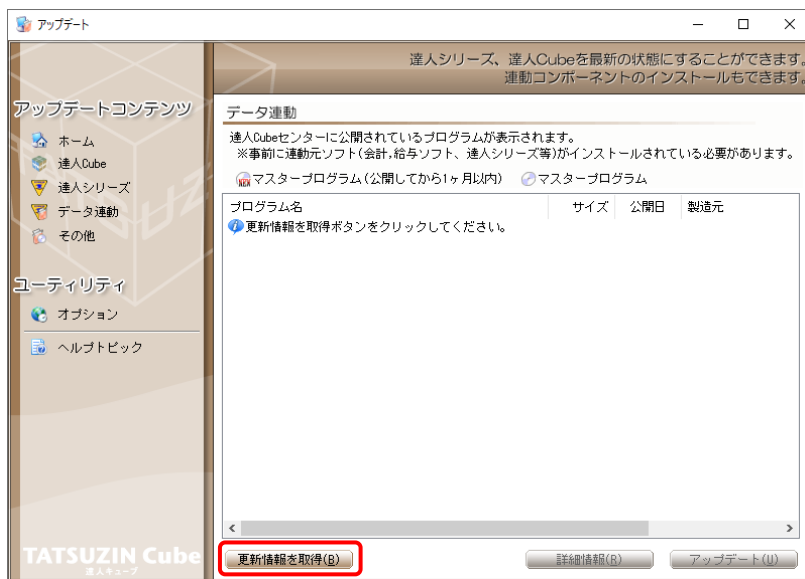 アップデート
達人シリーズ、達人Cubeを最新の状態にすることができます。
連動コンポーネントのインストールもできます。
アップデートコンテンツ
ホーム
達人Cube
達人シリーズ
データ連動
その他
ユーティリティ
オプション
ヘルプトピック
TATSUZIN Cube
達人キューブ
データ連動
達人Cubeセンターに公開されているプログラムが表示されます。
※事前に連動元ソフト(会計,給与ソフト、達人シリーズ等)がインストールされている必要があります。
NEW マスタープログラム(公開してから1ヶ月以内) マスタープログラム
プログラム名 サイズ 公開日 製造元
更新情報を取得ボタンをクリックしてください。
更新情報を取得(B) 詳細情報(R) アップデート(U)